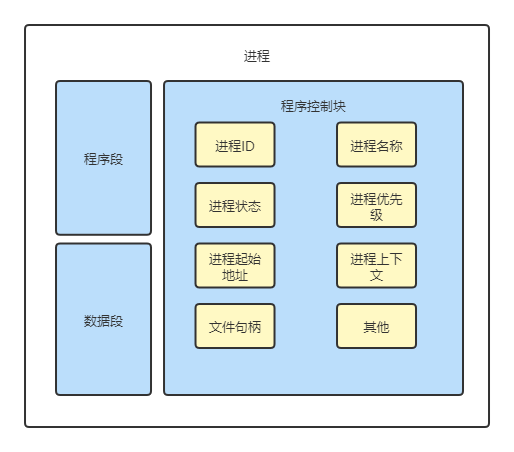 进程
程序段
数据段
程序控制块
进程ID
进程名称
进程状态
进程优先
级
进程起始
地址
进程上下
文
文件句柄
其他